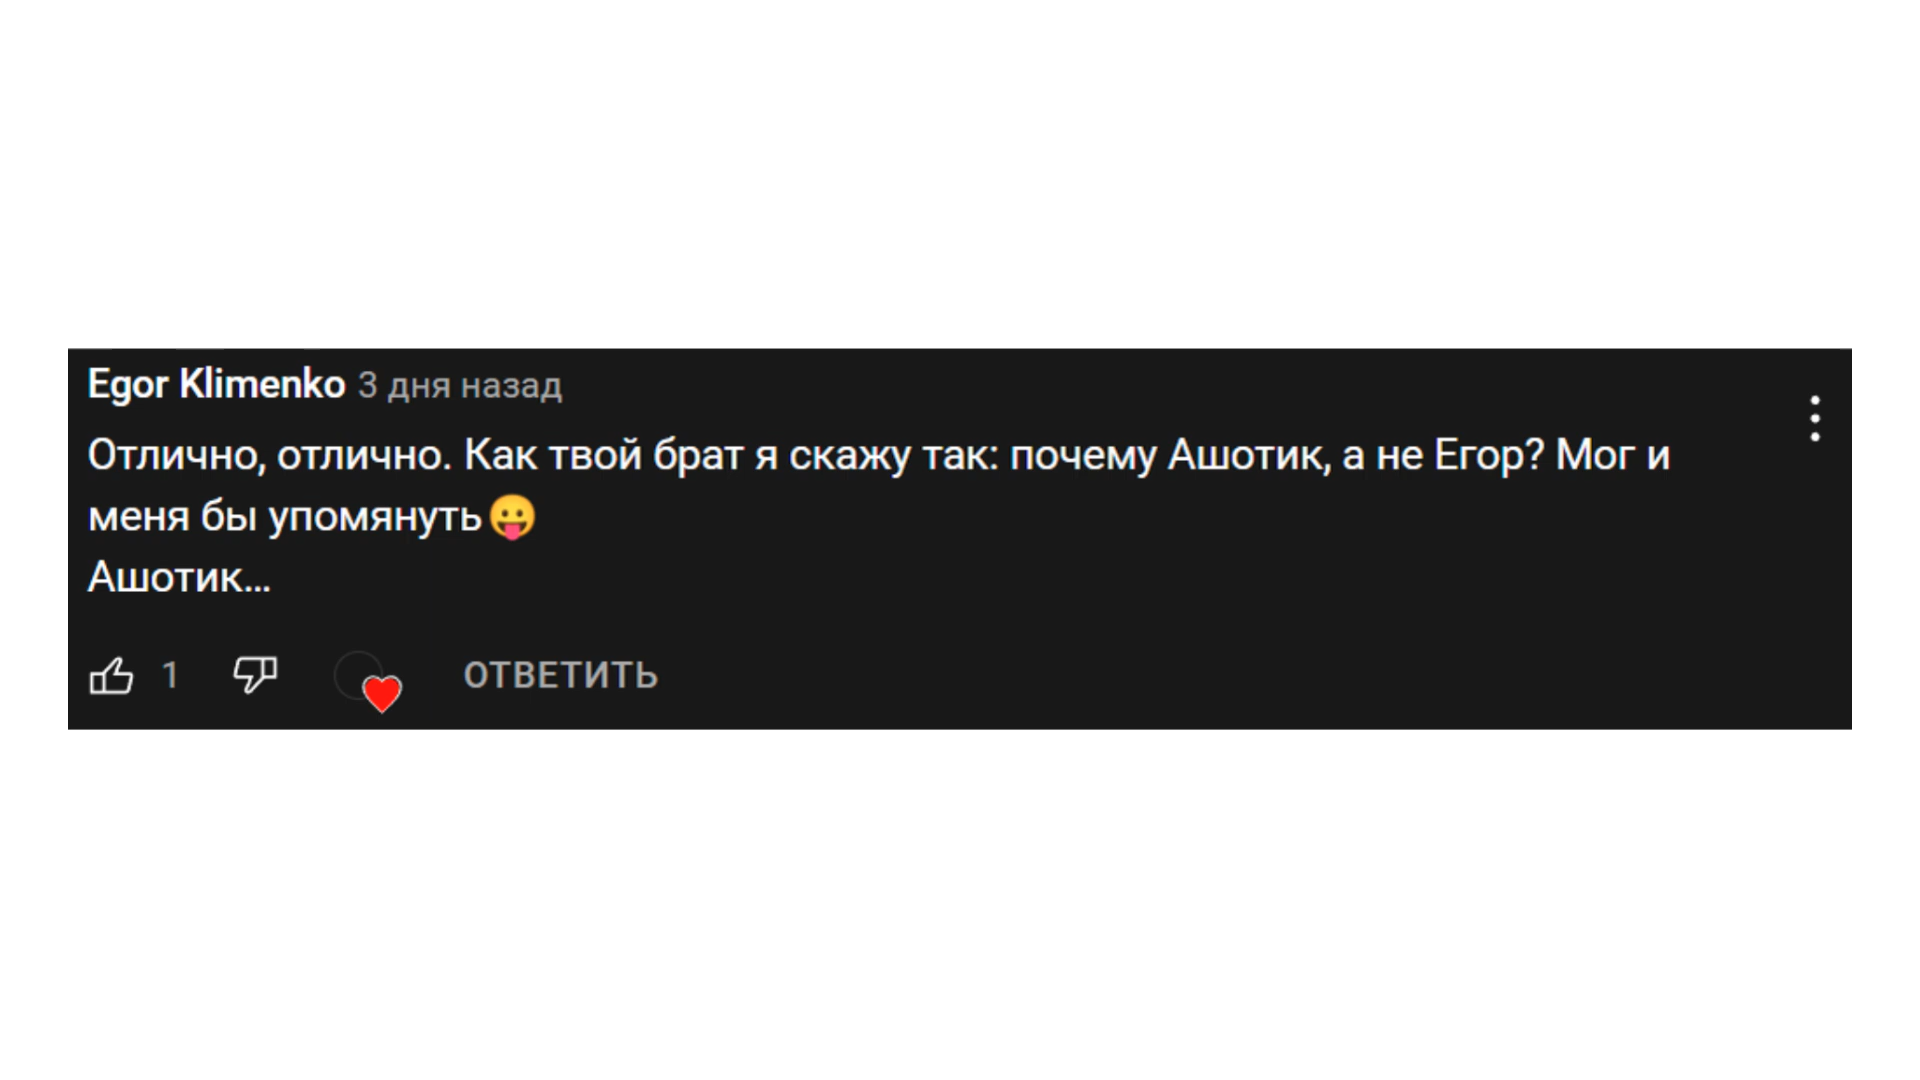 Egor Klimenko 3 дня назад
Отлично, отлично. Как твой брат я скажу так: почему Ашотик, а не Егор? Мог и
меня бы упомянуть😛
Ашотик...
1 ОТВЕТИТЬ